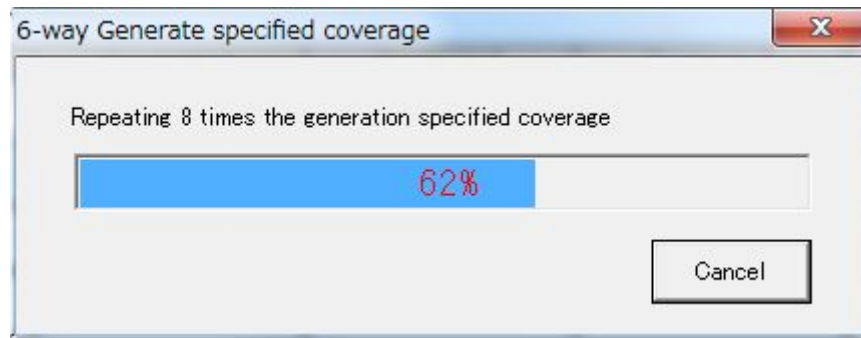 6-way Generate specified coverage
Repeating 8 times the generation specified coverage
62%
Cancel